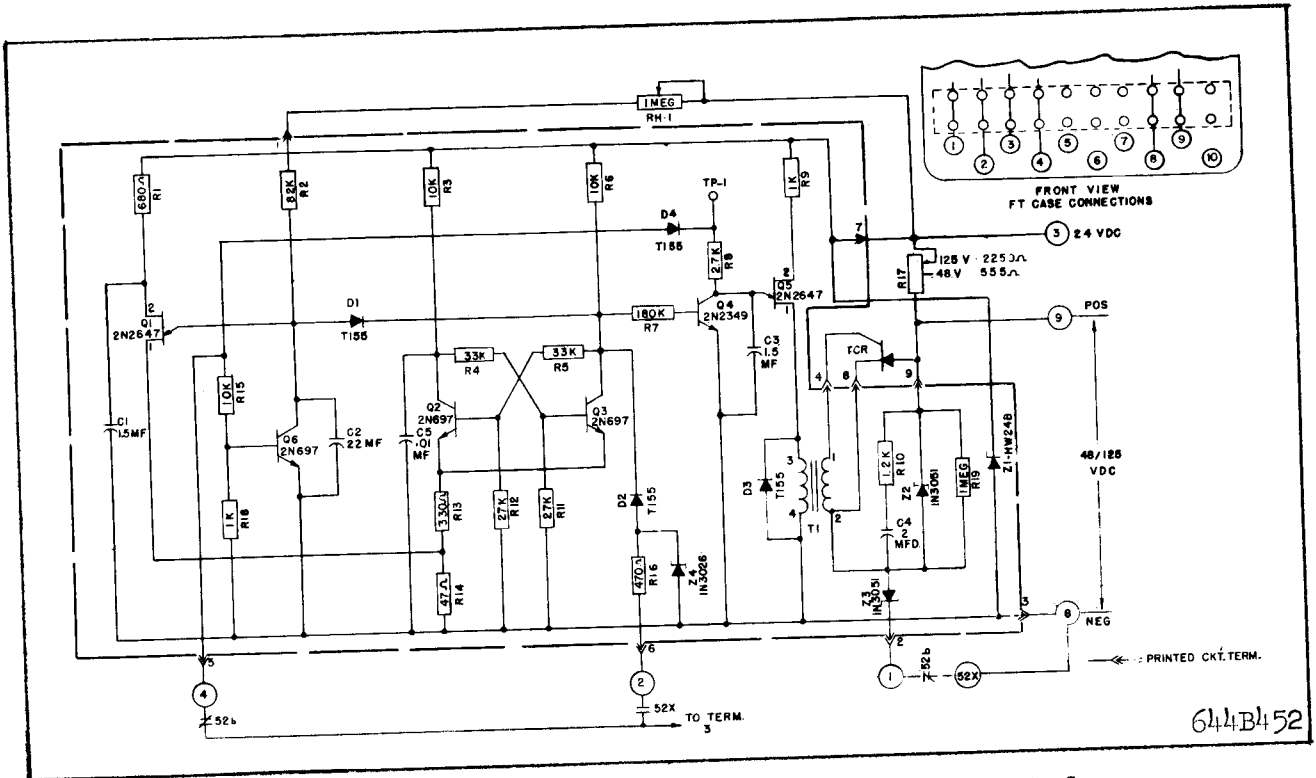 1 MEG
RH-1
FRONT VIEW
FT CASE CONNECTIONS
1
2
3
4
5
6
7
8
9
10
680Ω
R1
82K
R2
10K
R3
10K
R6
TP-1
1K
R9
D4
T155
2.7K
R8
7
3
24 VDC
125 V - 2250Ω
48 V 555Ω
R17
2
Q1
2N2647
1
D1
T155
180K
R7
Q4
2N2349
Q5
2N2647
2
1
9
POS
33K
R4
33K
R5
C3
1.5
MF
TCR
4
8
9
10K
R15
C1
1.5MF
Q6
2N697
C2
22 MF
C5
.01
MF
Q2
2N697
Q3
2N697
1.2K
R10
Z2
1N3051
1MEG
R19
Z1-HW24B
48/125
VDC
1K
R18
330Ω
R13
27K
R12
27K
R11
D2
T155
D3
T155
3
4
T1
1
2
C4
2
MFD
47Ω
R14
470Ω
R16
Z4
1N3026
Z3
1N3051
3
8
NEG
5
6
2
PRINTED CKT. TERM.
4
2
1
52b
52X
52b
52X
TO TERM.
3
644B452